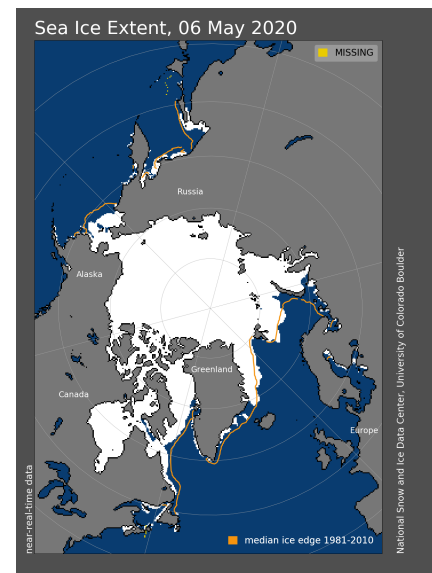 Sea Ice Extent, 06 May 2020
MISSING
Russia
Alaska
Greenland
Canada
Europe
near-real-time data
National Snow and Ice Data Center, University of Colorado Boulder
median ice edge 1981-2010